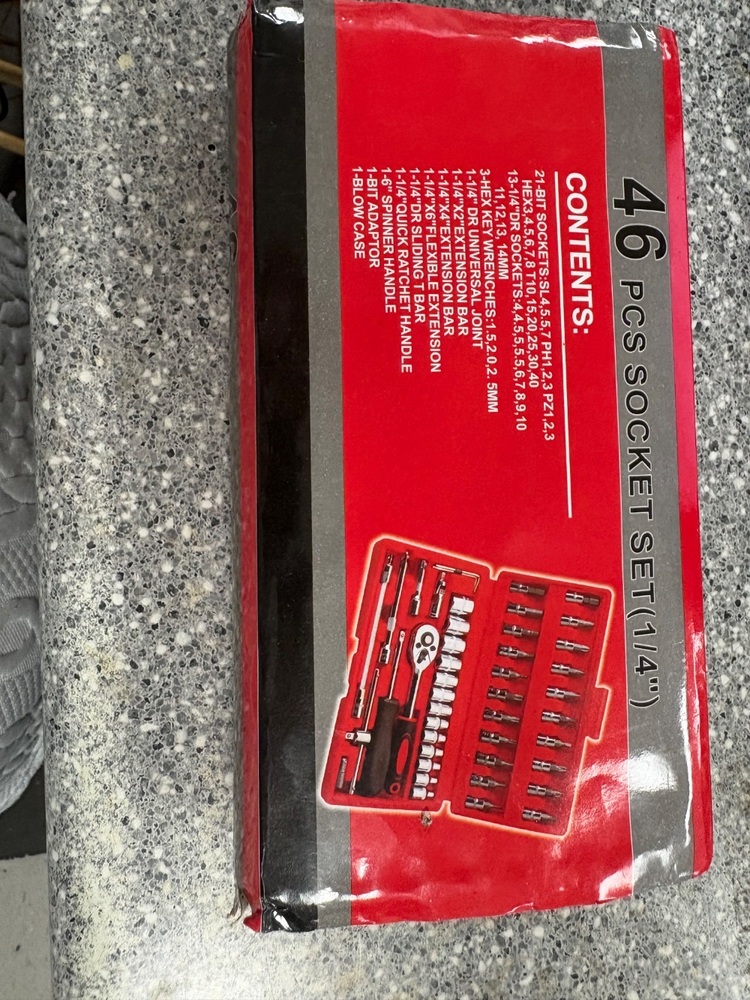 46 PCS SOCKET SET(1/4")
CONTENTS:
21-BIT SOCKETS:SL4,5.5,7 PH1,2,3 PZ1,2,3
HEX3,4,5,6,7,8 T10,15,20,25,30,40
13-1/4"DR SOCKETS:4,4.5,5,5.5,6,7,8,9,10
11,12,13, 14MM
3-HEX KEY WRENCHES:1.5,2.0,2. 5MM
1-1/4" DR UNIVERSAL JOINT
1-1/4"X2"EXTENSION BAR
1-1/4"X4"EXTENSION BAR
1-1/4"X6"FLEXIBLE EXTENSION
1-1/4"DR SLIDING T BAR
1-1/4"QUICK RATCHET HANDLE
1-6" SPINNER HANDLE
1-BIT ADAPTOR
1-BLOW CASE